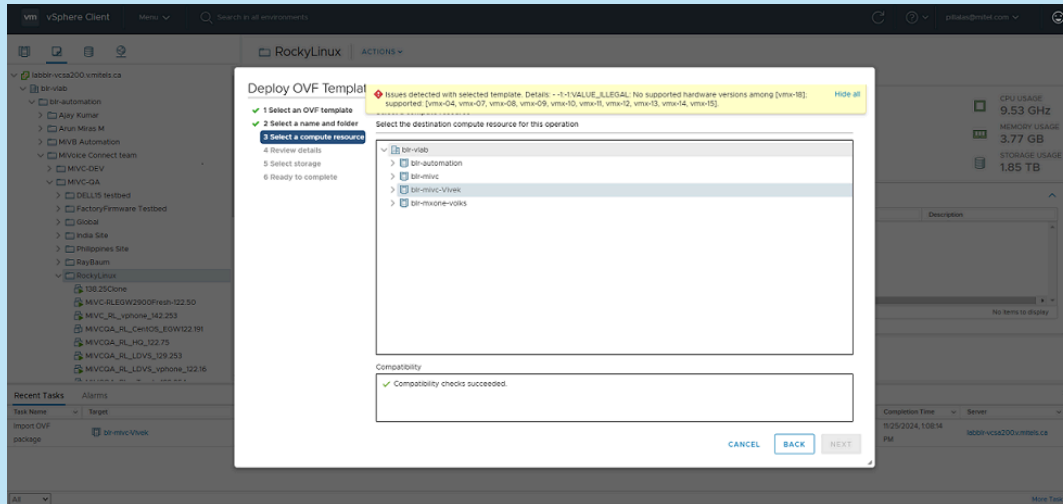 vm vSphere Client Menu Search in all environments
RockyLinux ACTIONS
labblr-vcsa200.v.mitels.ca
blr-vlab
blr-automation
Ajay Kumar
Arun Miras M
MiVB Automation
MiVoice Connect team
MiVC-DEV
MiVC-QA
DELL15 testbed
FactoryFirmware Testbed
Global
India Site
Philippines Site
RayBaum
RockyLinux
138.25Clone
MiVC-RLEGW2900Fresh-122.50
MiVC_RL_vphone_142.253
MiVCQA_RL_CentOS_EGW122.191
MiVCQA_RL_HQ_122.75
MiVCQA_RL_LDVS_129.253
MiVCQA_RL_LDVS_vphone_122.16
Deploy OVF Templat
1 Select an OVF template
2 Select a name and folder
3 Select a compute resource
4 Review details
5 Select storage
6 Ready to complete
Issues detected with selected template. Details: - -1:-1:VALUE_ILLEGAL: No supported hardware versions among [vmx-18]; Hide all
supported: [vmx-04, vmx-07, vmx-08, vmx-09, vmx-10, vmx-11, vmx-12, vmx-13, vmx-14, vmx-15].
Select the destination compute resource for this operation
blr-vlab
blr-automation
blr-mivc
blr-mivc-Vivek
blr-mxone-volks
Compatibility
Compatibility checks succeeded.
CANCEL BACK NEXT
CPU USAGE
9.53 GHz
MEMORY USAGE
3.77 GB
STORAGE USAGE
1.85 TB
Description
No items to display
Recent Tasks Alarms
Task Name Target Completion Time Server
Import OVF
package
blr-mivc-Vivek
11/25/2024, 1:08:14
PM
labblr-vcsa200.v.mitels.ca
All More Tas